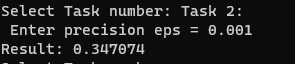 Select Task number: Task 2:
 Enter precision eps = 0.001
Result: 0.347074